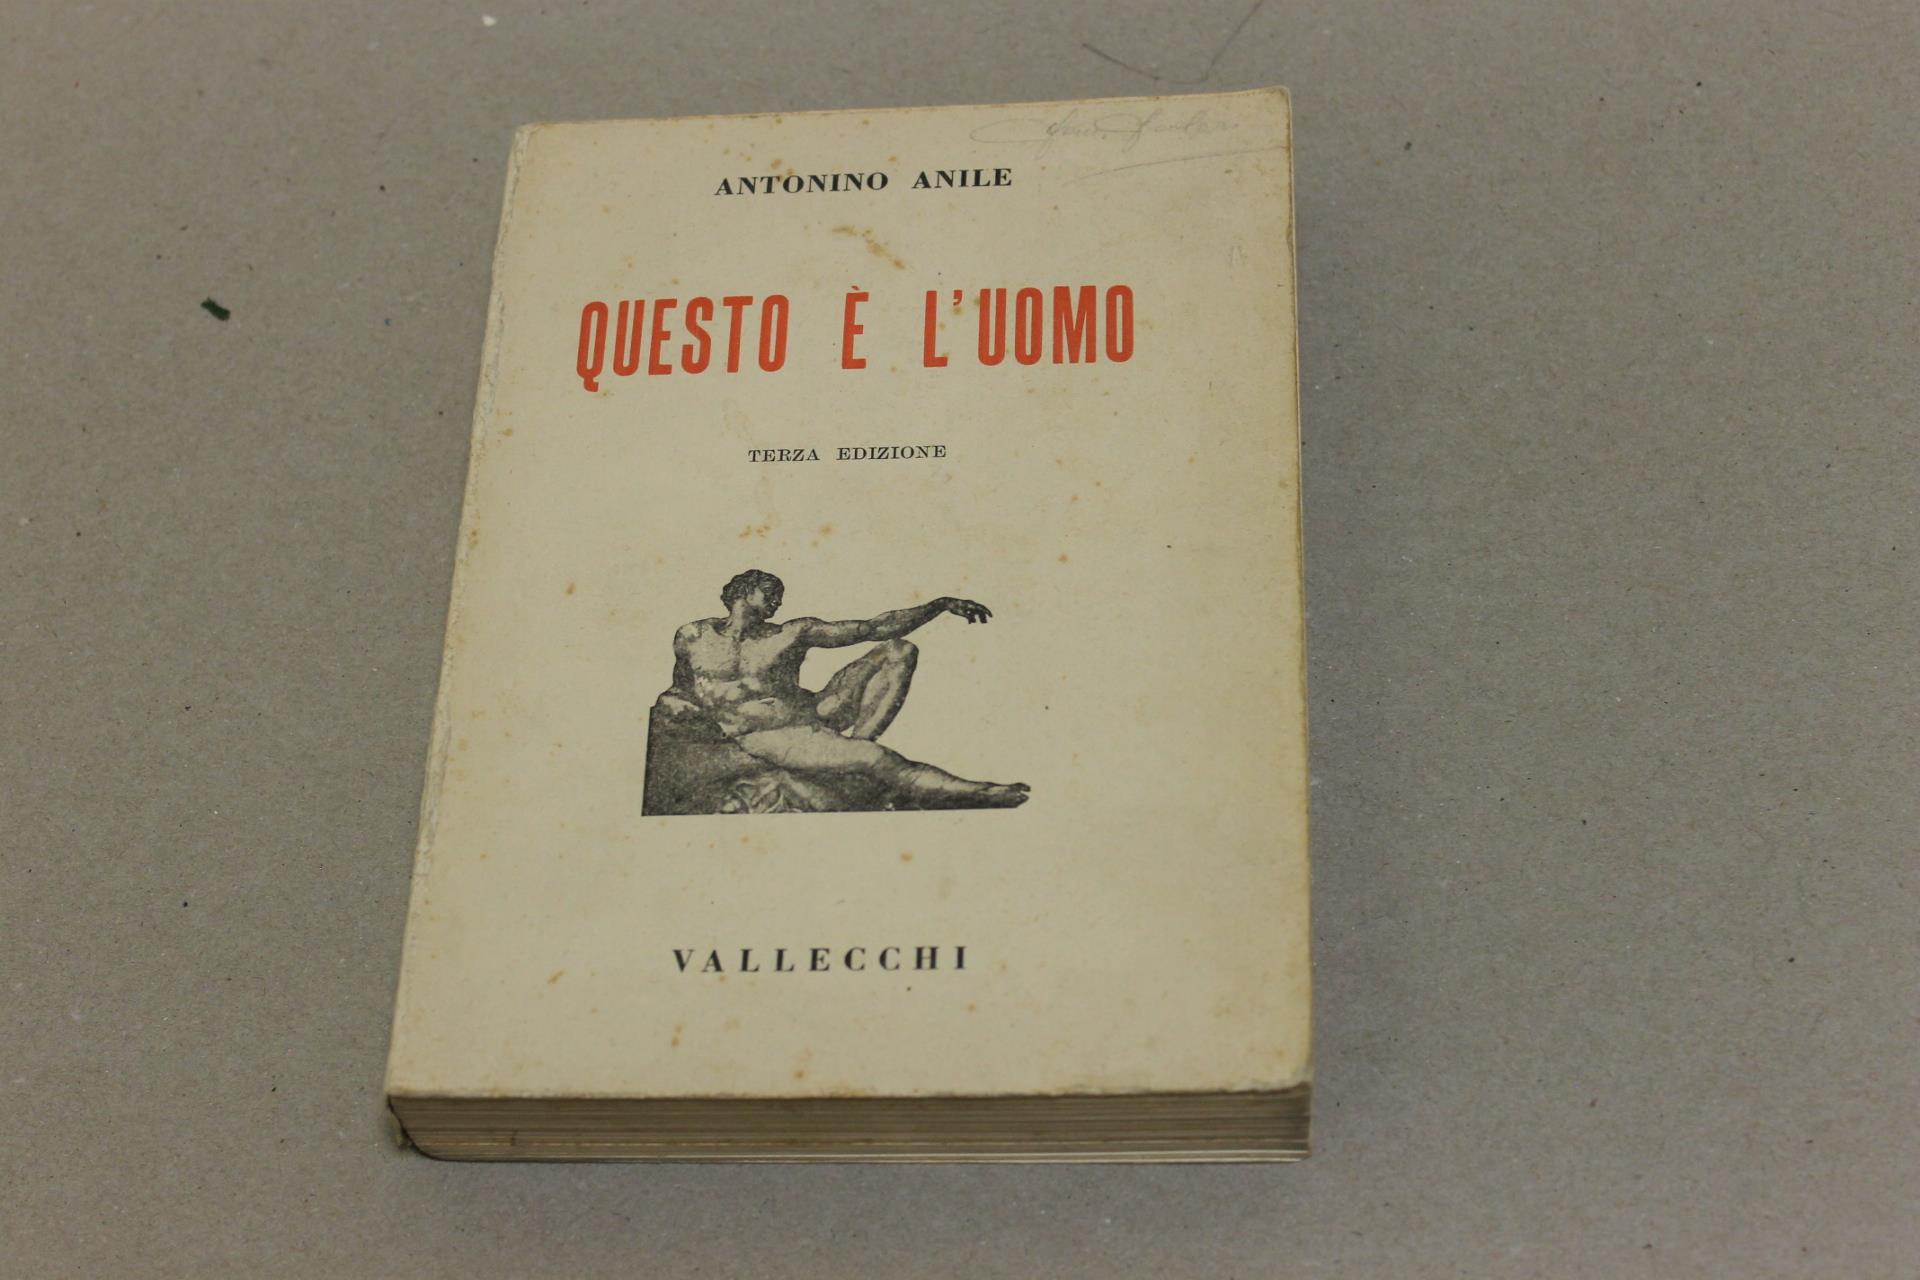 ANTONINO ANILE
QUESTO È L'UOMO
TERZA EDIZIONE
VALLECCHI